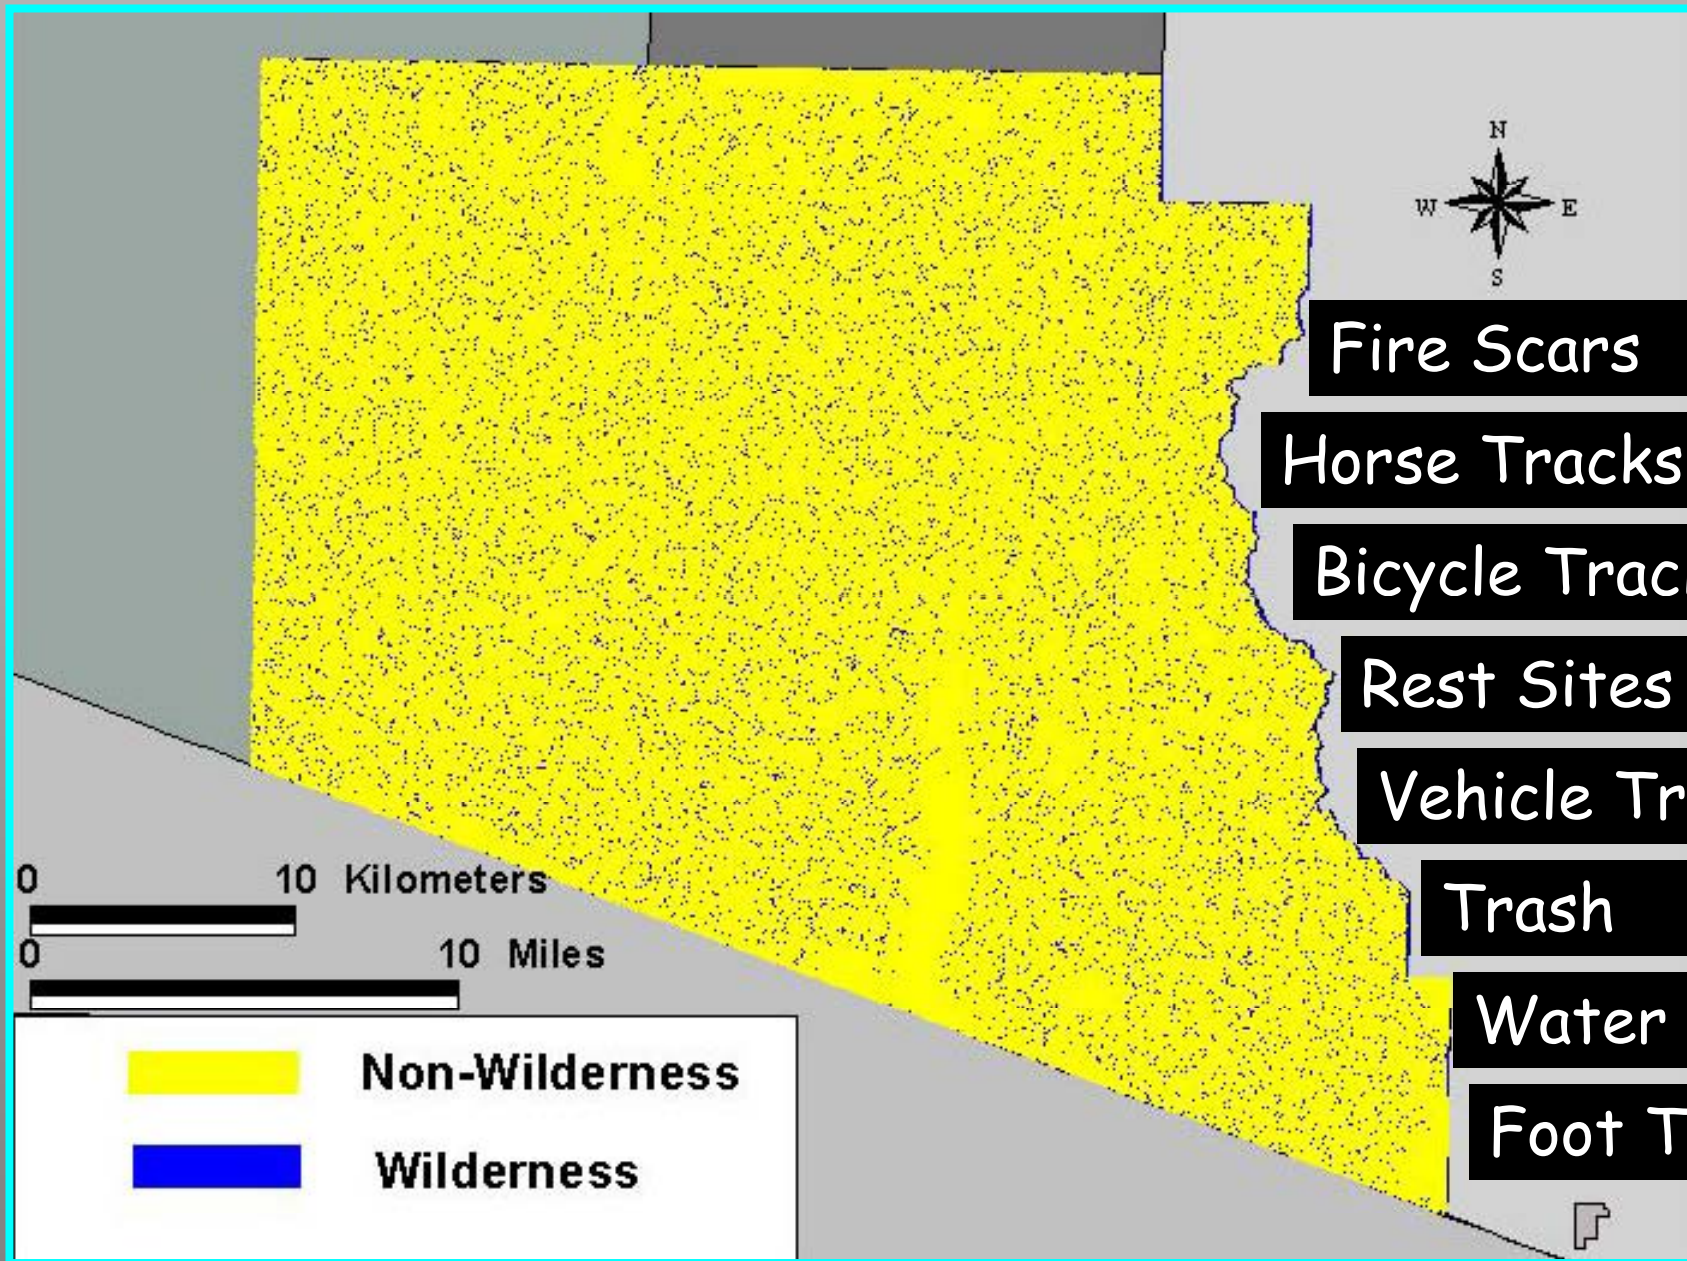 N
W E
S
Fire Scars
Horse Tracks
Bicycle Trac
Rest Sites
Vehicle Tr
Trash
Water
Foot T
0 10 Kilometers
0 10 Miles
Non-Wilderness
Wilderness